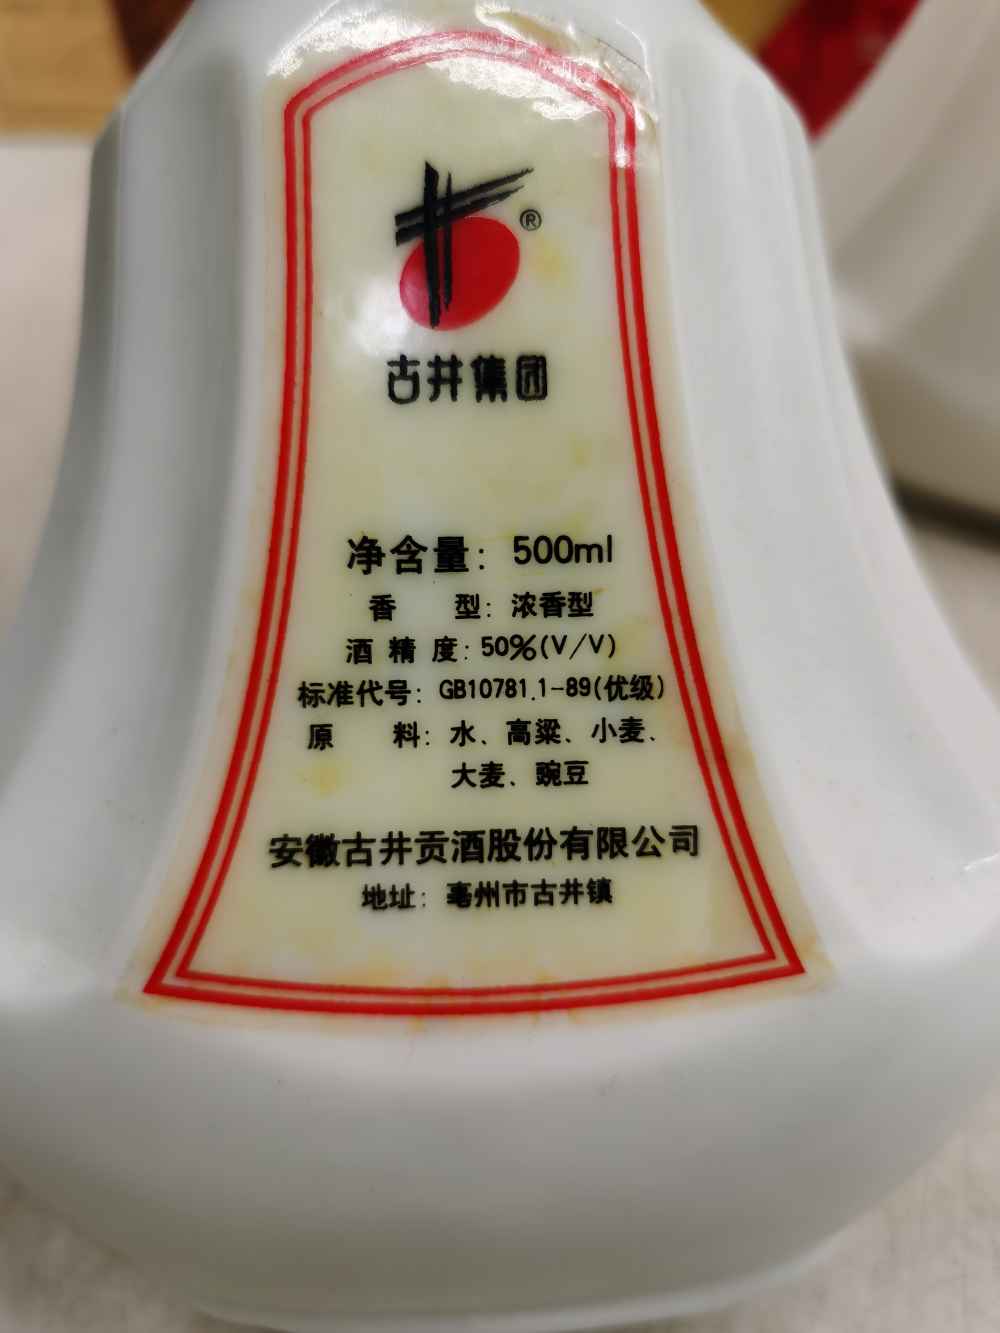 ®
古井集团
净含量: 500ml
香 型: 浓香型
酒 精 度: 50%(V/V)
标准代号: GB10781.1-89(优级)
原 料: 水、高粱、小麦、
大麦、豌豆
安徽古井贡酒股份有限公司
地址: 亳州市古井镇